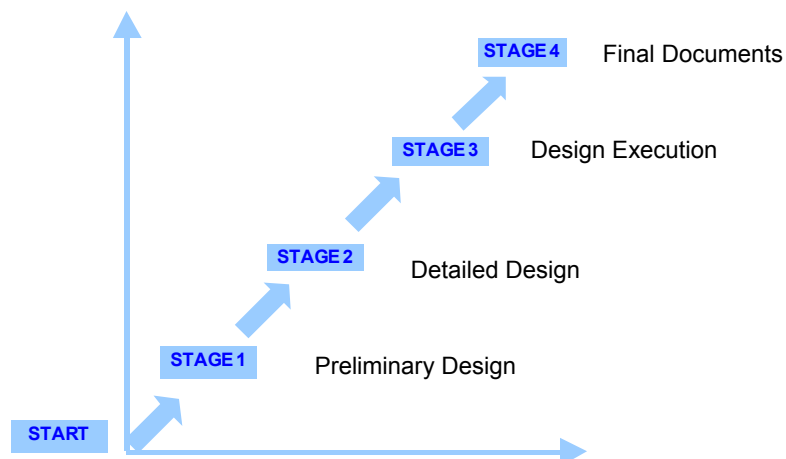 STAGE 4 Final Documents
STAGE 3 Design Execution
STAGE 2 Detailed Design
STAGE 1 Preliminary Design
START